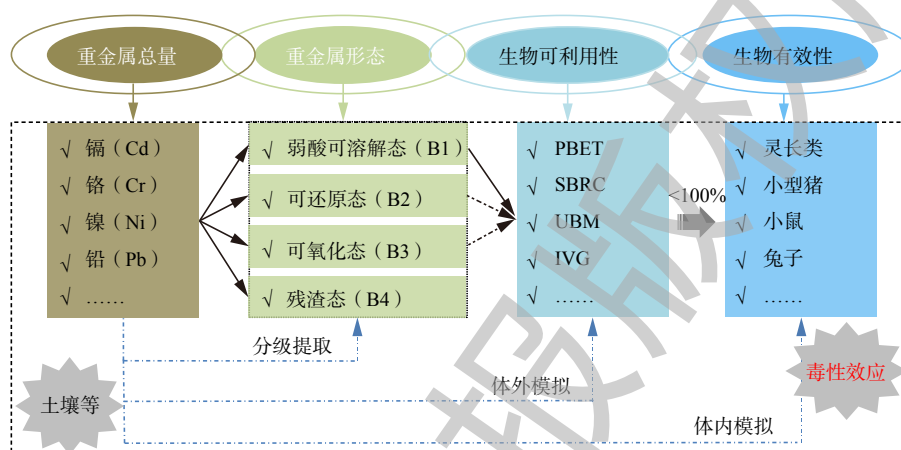 重金属总量
重金属形态
生物可利用性
生物有效性
√ 镉（Cd）
√ 铬（Cr）
√ 镍（Ni）
√ 铅（Pb）
√ ……
√ 弱酸可溶解态（B1）
√ 可还原态（B2）
√ 可氧化态（B3）
√ 残渣态（B4）
√ PBET
√ SBRC
√ UBM
√ IVG
√ ……
<100%
√ 灵长类
√ 小型猪
√ 小鼠
√ 兔子
√ ……
分级提取
体外模拟
体内模拟
土壤等
毒性效应
报版权